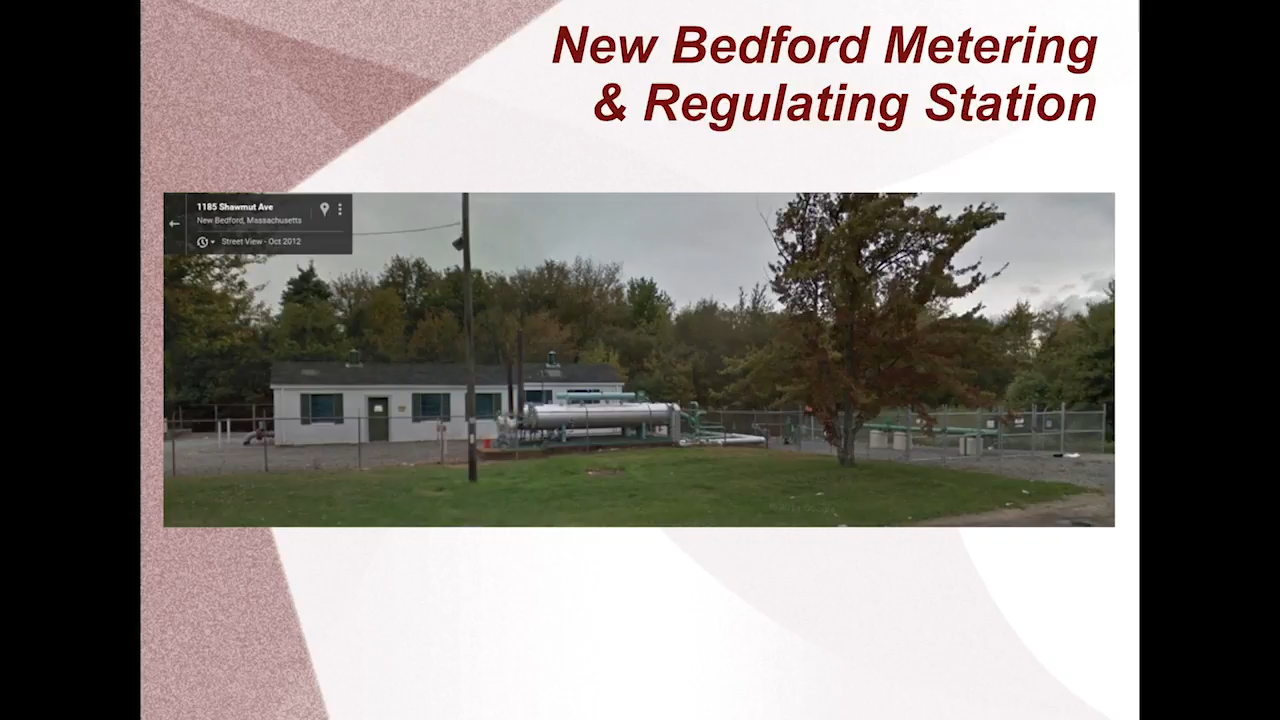 New Bedford Metering
& Regulating Station
1185 Shawmut Ave
New Bedford, Massachusetts
Street View - Oct 2012